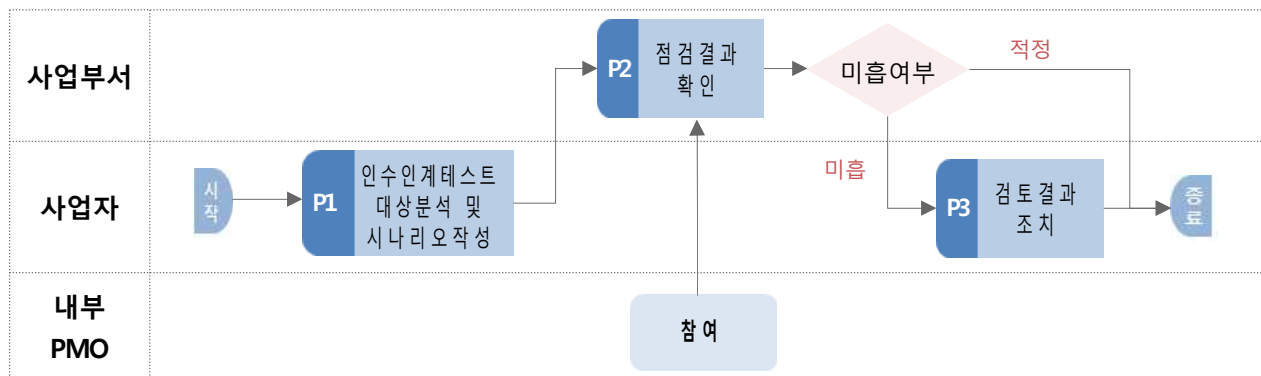 사업부서
P2
점검결과
확인
미흡여부
적정
사업자
시
작
P1
인수인계테스트
대상분석 및
시나리오작성
미흡
P3
검토결과
조치
종
료
내부
PMO
참여